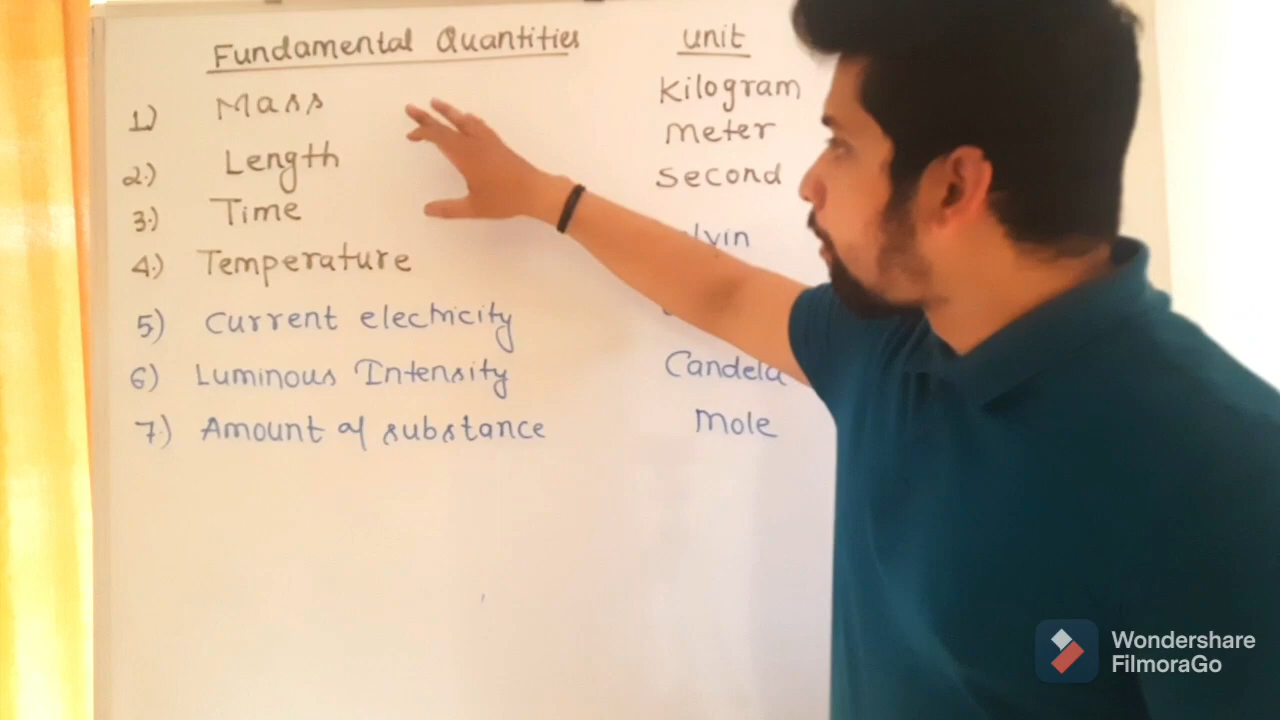 Fundamental Quantities unit
1) Mass Kilogram
2.) Length meter
3.) Time second
4.) Temperature
5) Current electricity
6) Luminous Intensity Candela
7.) Amount of substance Mole
Wondershare
FilmoraGo